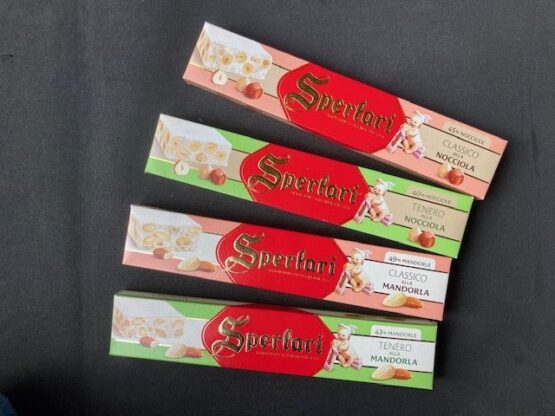 Sperlari
45% NOCCIOLE
CLASSICO
ALLA
NOCCIOLA
Sperlari
40% NOCCIOLE
TENERO
ALLA
NOCCIOLA
Sperlari
49% MANDORLE
CLASSICO
ALLA
MANDORLA
Sperlari
43% MANDORLE
TENERO
ALLA
MANDORLA